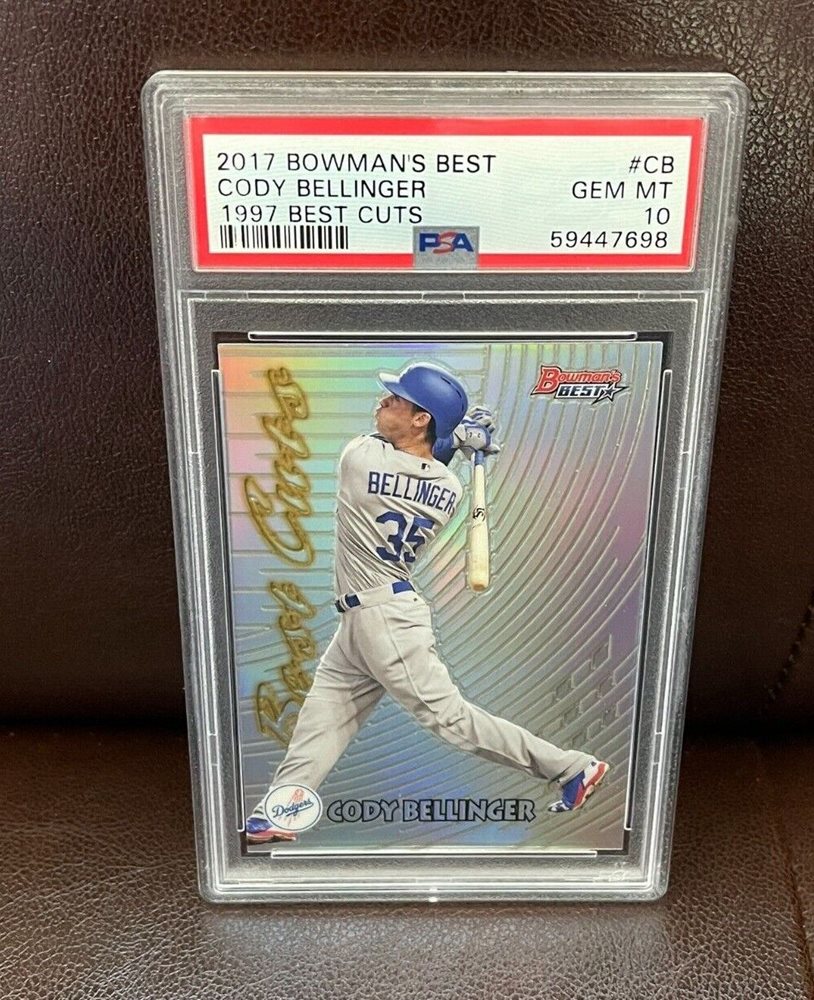 2017 BOWMAN'S BEST #CB
CODY BELLINGER GEM MT
1997 BEST CUTS 10
PSA 59447698
Bowman's
BEST
Best Cuts
BELLINGER
35
Dodgers
CODY BELLINGER